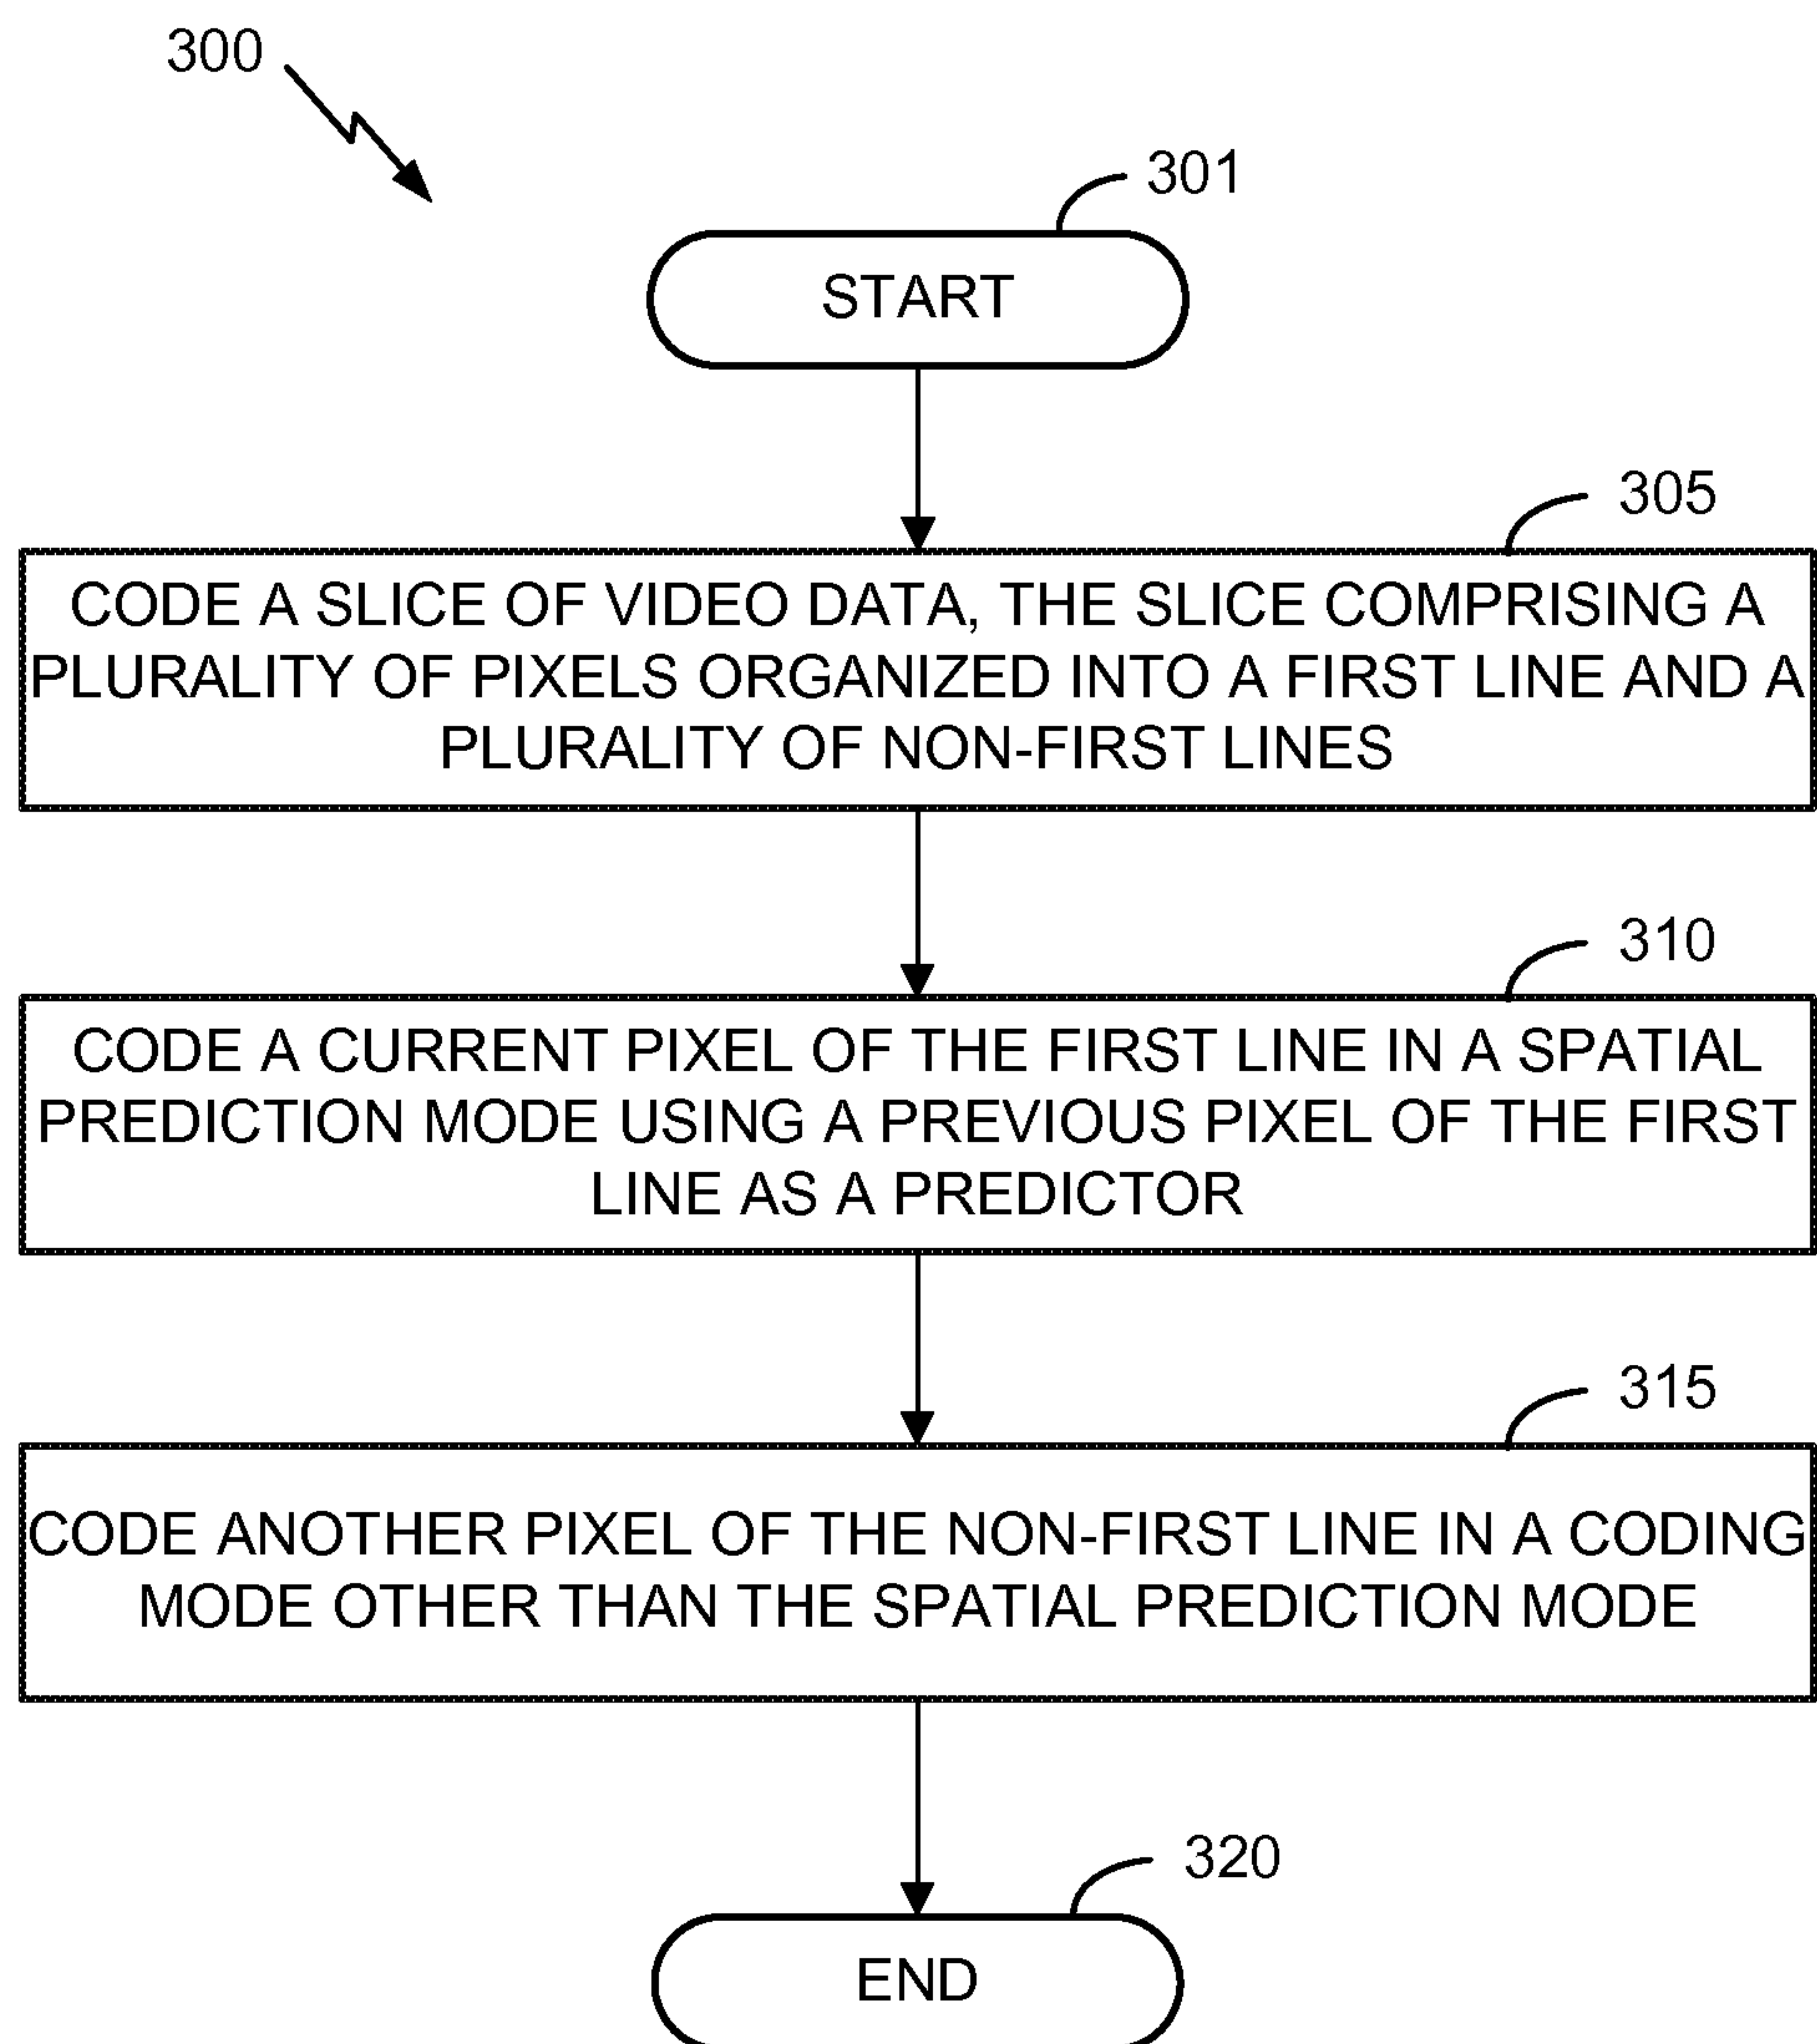 300
301
START
305
CODE A SLICE OF VIDEO DATA, THE SLICE COMPRISING A
PLURALITY OF PIXELS ORGANIZED INTO A FIRST LINE AND A
PLURALITY OF NON-FIRST LINES
310
CODE A CURRENT PIXEL OF THE FIRST LINE IN A SPATIAL
PREDICTION MODE USING A PREVIOUS PIXEL OF THE FIRST
LINE AS A PREDICTOR
315
CODE ANOTHER PIXEL OF THE NON-FIRST LINE IN A CODING
MODE OTHER THAN THE SPATIAL PREDICTION MODE
320
END